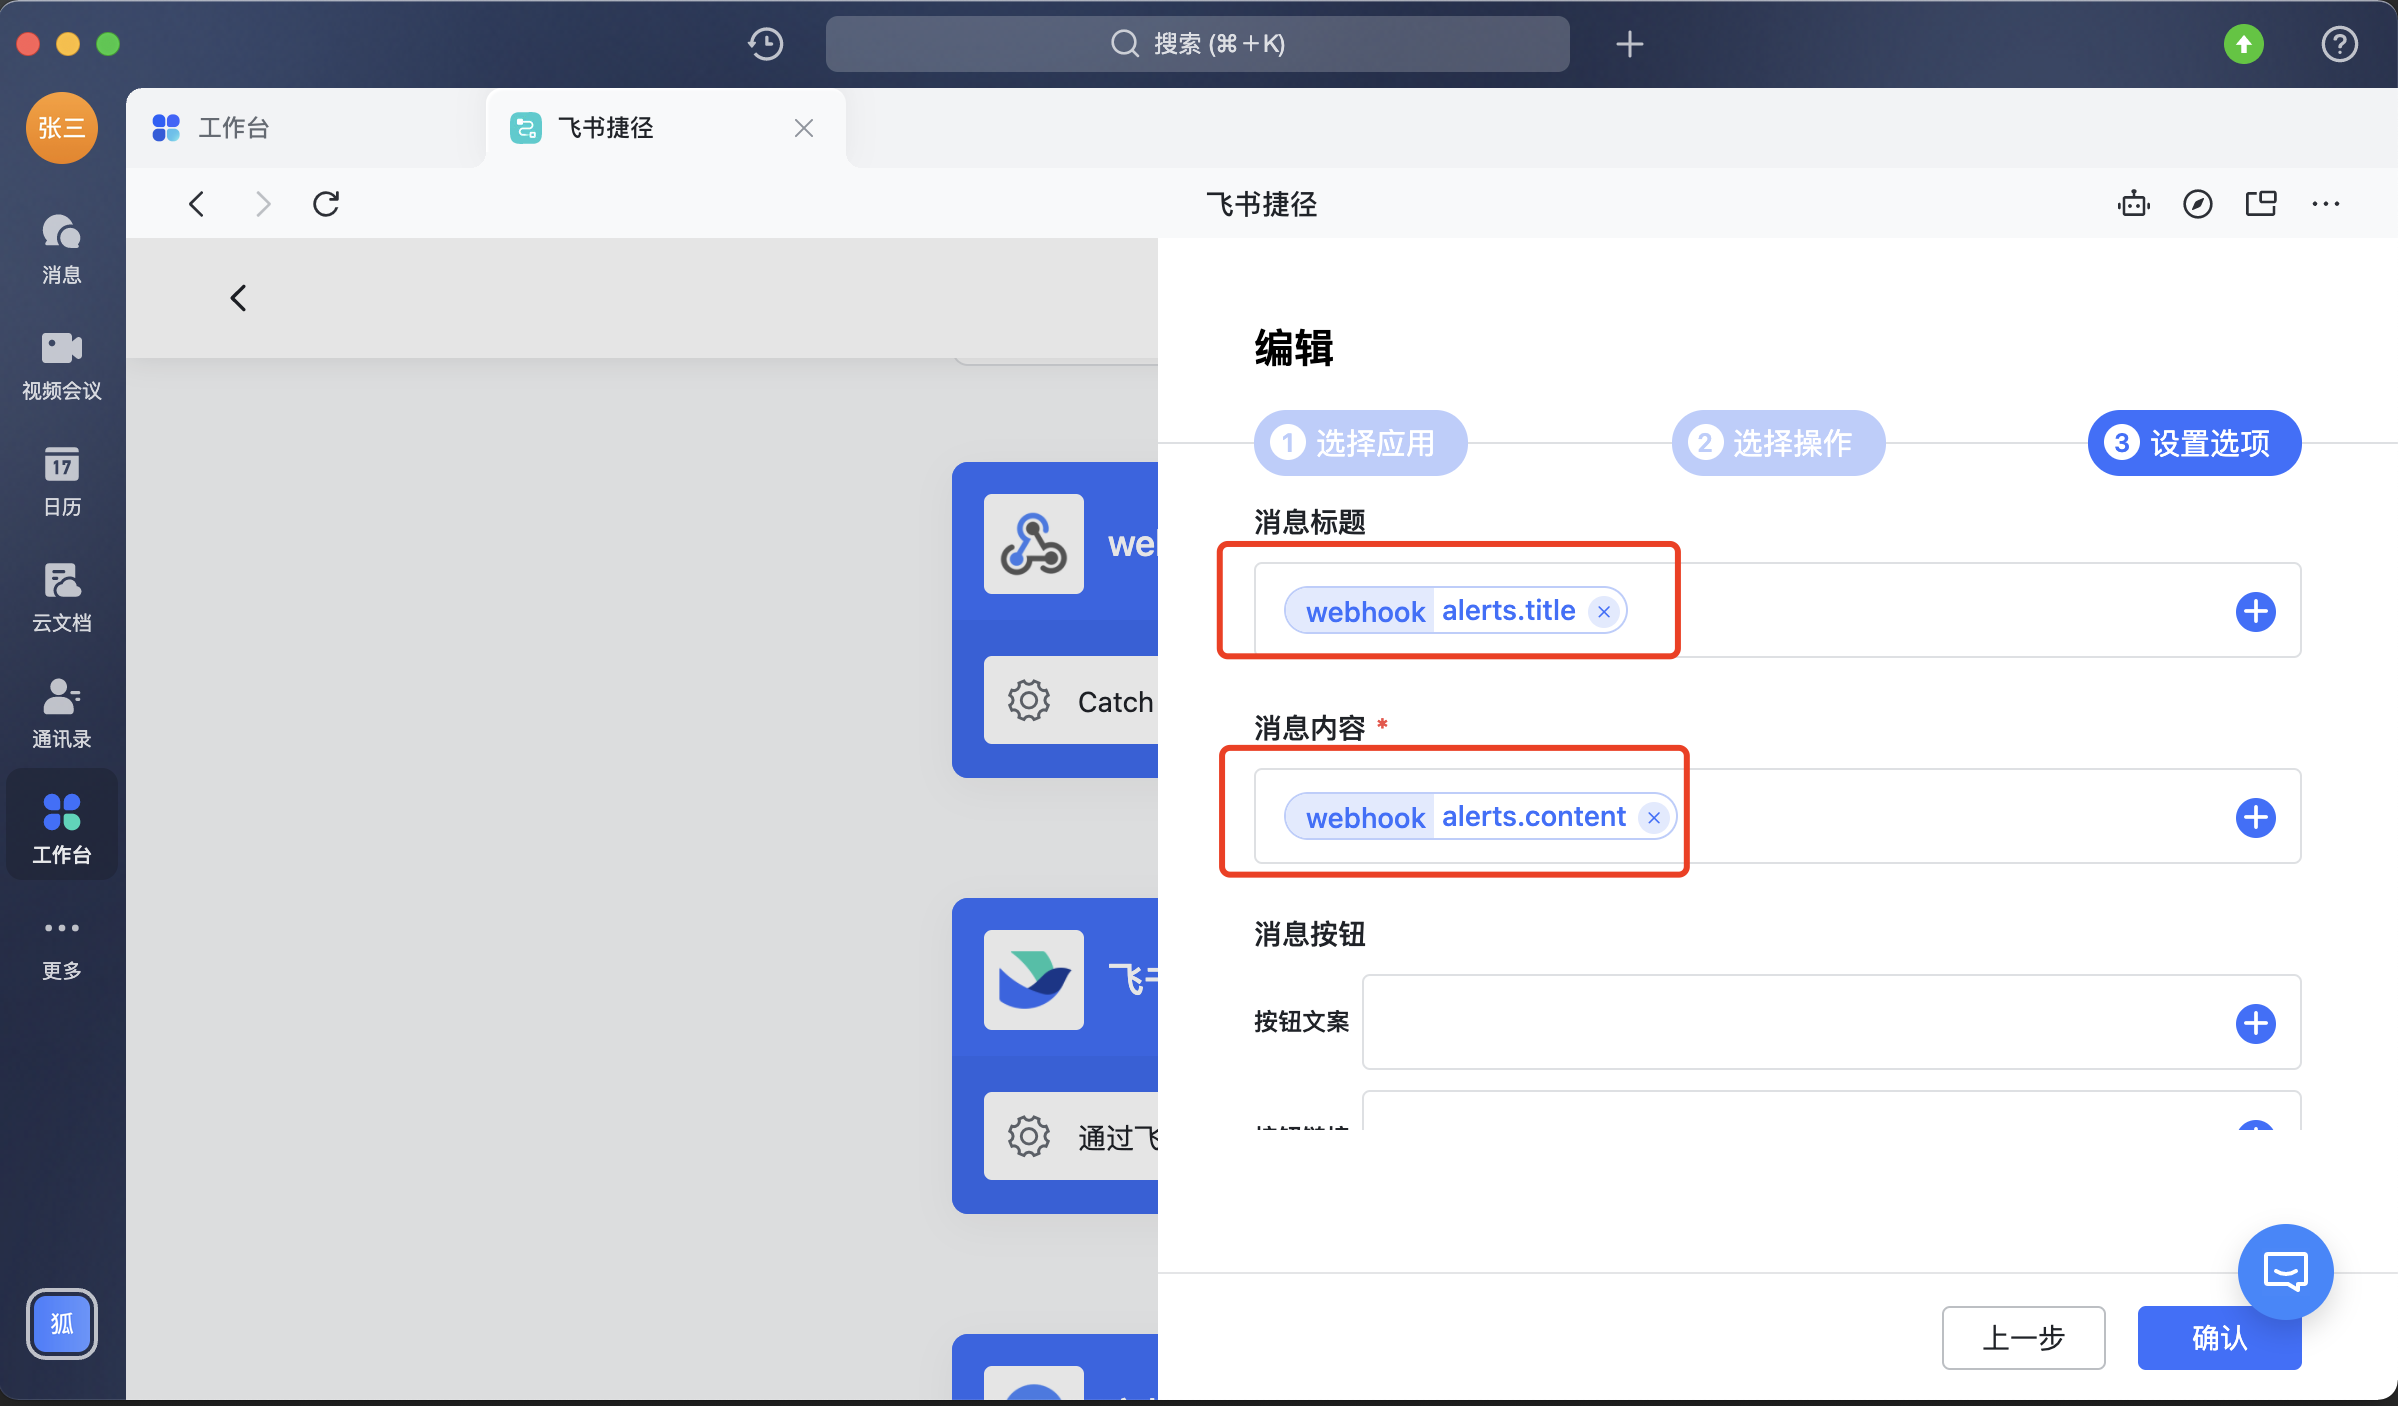 搜索 (⌘+K)
张三
消息
视频会议
17
日历
云文档
通讯录
工作台
更多
狐
工作台
飞书捷径
飞书捷径
Catch
通过飞
编辑
1 选择应用
2 选择操作
3 设置选项
消息标题
webhook alerts.title
消息内容 *
webhook alerts.content
消息按钮
按钮文案
上一步
确认